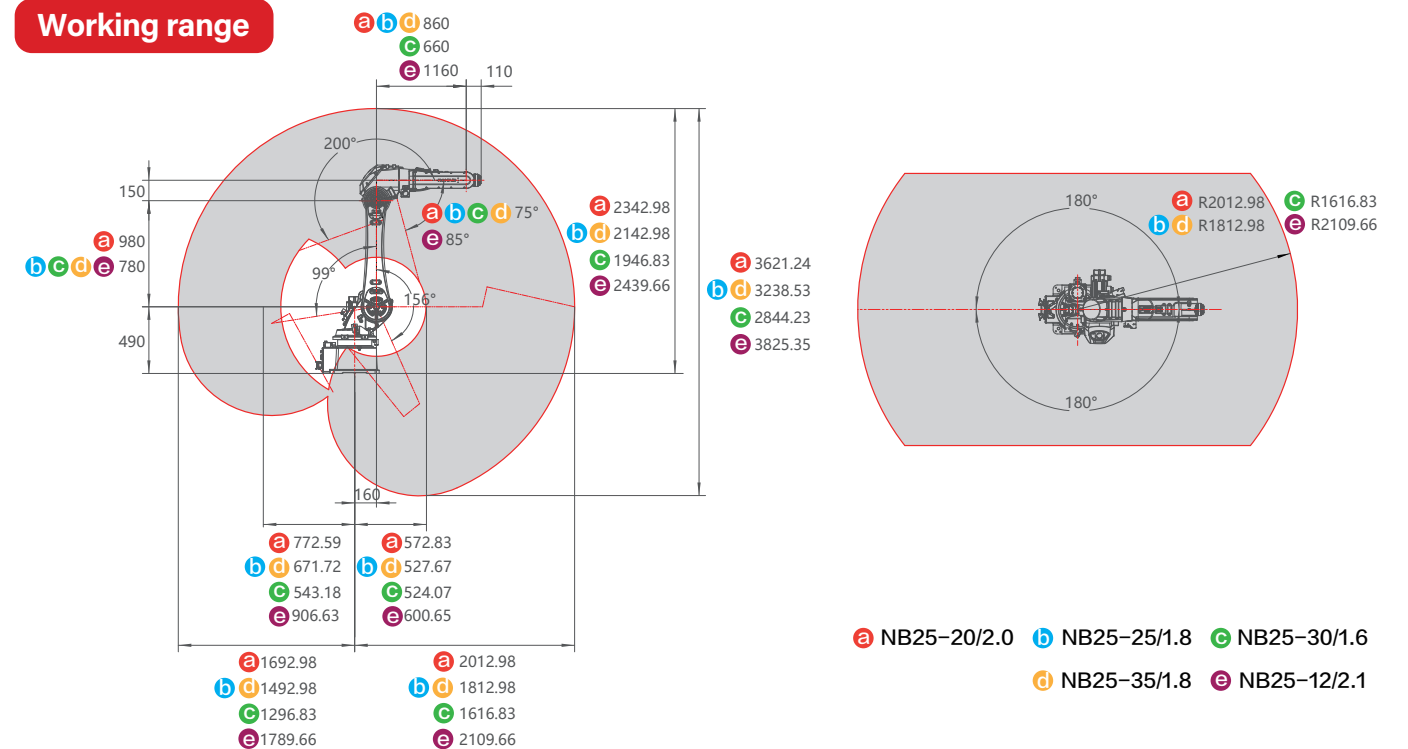 Working range
a b d 860
c 660
e 1160
110
200°
150
a 980
b c d e 780
490
a b c d 75°
e 85°
99°
156°
a 2342.98
b d 2142.98
c 1946.83
e 2439.66
a 3621.24
b d 3238.53
c 2844.23
e 3825.35
160
a 772.59
b d 671.72
c 543.18
e 906.63
a 572.83
b d 527.67
c 524.07
e 600.65
a 1692.98
b d 1492.98
c 1296.83
e 1789.66
a 2012.98
b d 1812.98
c 1616.83
e 2109.66
180°
a R2012.98 c R1616.83
b d R1812.98 e R2109.66
180°
a NB25-20/2.0 b NB25-25/1.8 c NB25-30/1.6
d NB25-35/1.8 e NB25-12/2.1